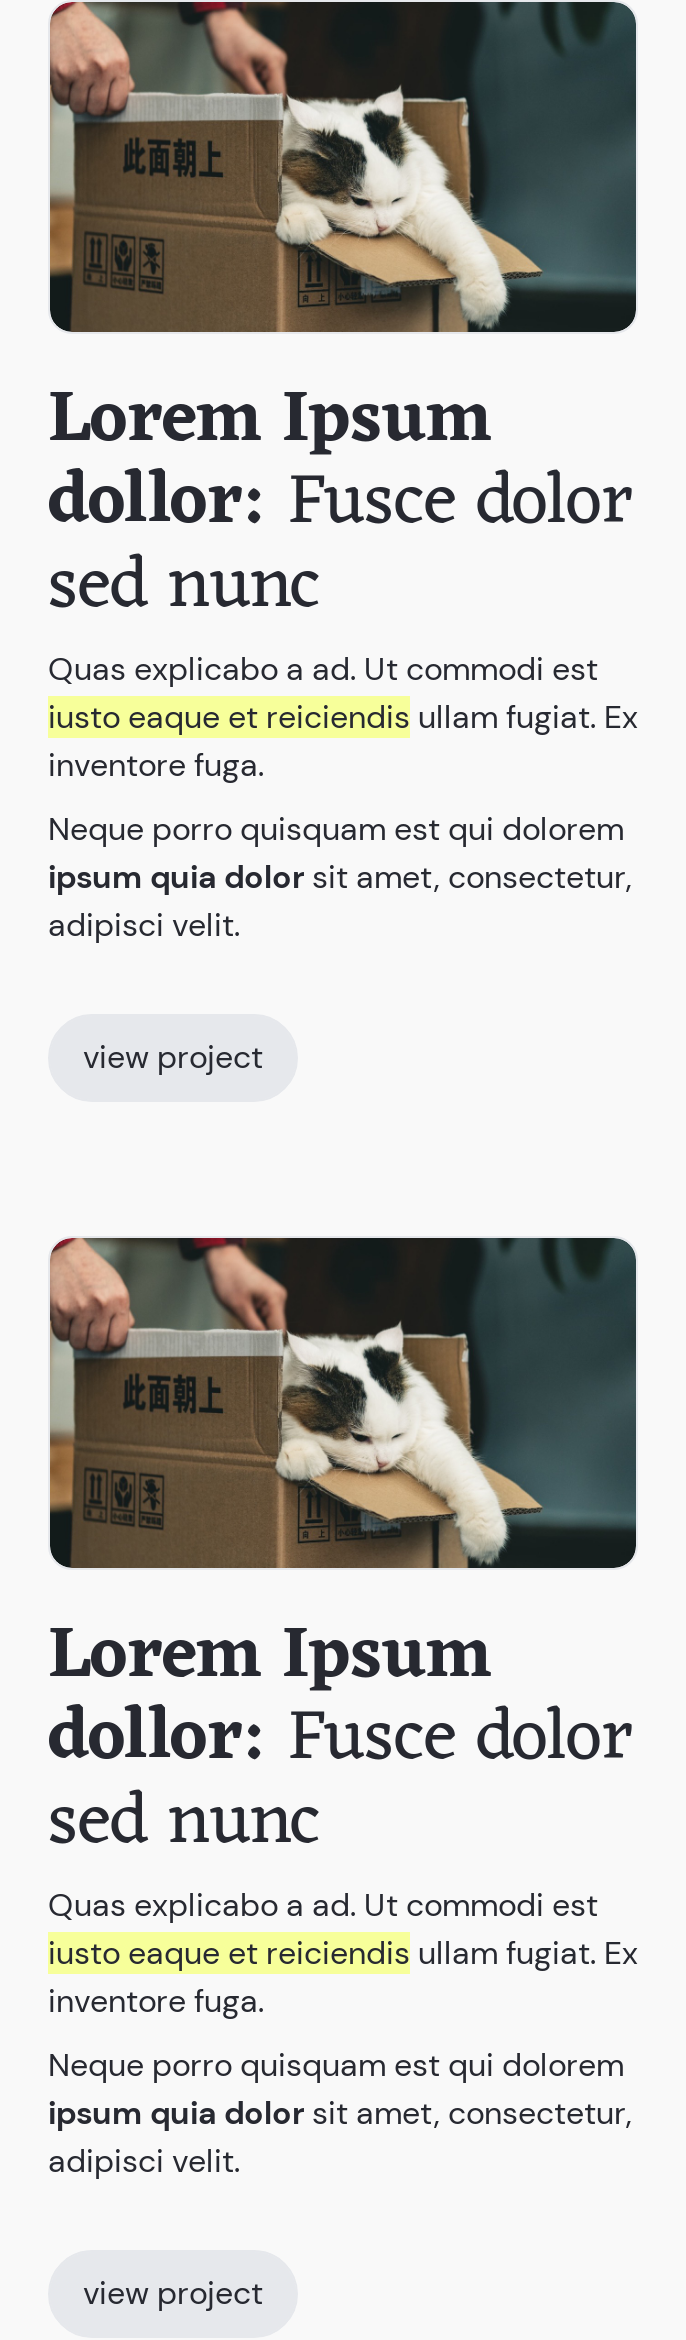 此面朝上
向 上
Lorem Ipsum
dollor: Fusce dolor
sed nunc
Quas explicabo a ad. Ut commodi est
iusto eaque et reiciendis ullam fugiat. Ex
inventore fuga.
Neque porro quisquam est qui dolorem
ipsum quia dolor sit amet, consectetur,
adipisci velit.
view project
此面朝上
向 上
Lorem Ipsum
dollor: Fusce dolor
sed nunc
Quas explicabo a ad. Ut commodi est
iusto eaque et reiciendis ullam fugiat. Ex
inventore fuga.
Neque porro quisquam est qui dolorem
ipsum quia dolor sit amet, consectetur,
adipisci velit.
view project